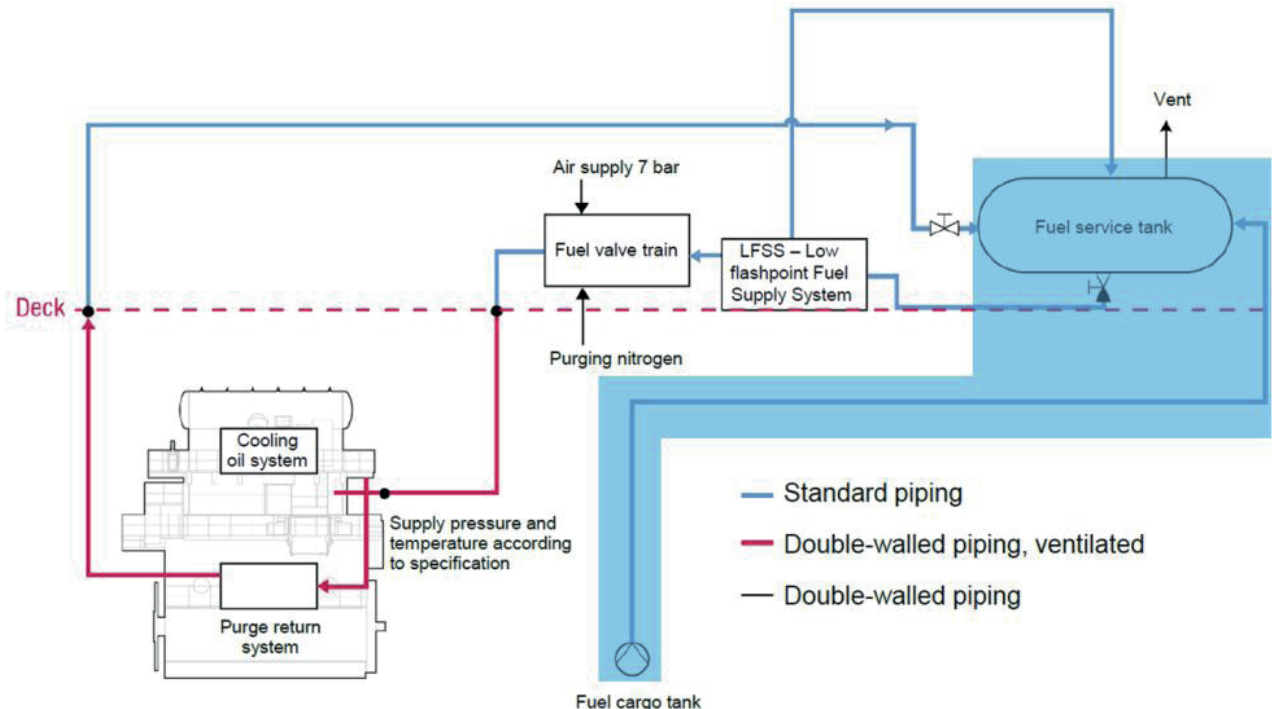 Vent
Air supply 7 bar
Fuel valve train
LFSS – Low
flashpoint Fuel
Supply System
Fuel service tank
Deck
Purging nitrogen
Cooling
oil system
Supply pressure and
temperature according
to specification
Purge return
system
Fuel cargo tank
Standard piping
Double-walled piping, ventilated
Double-walled piping